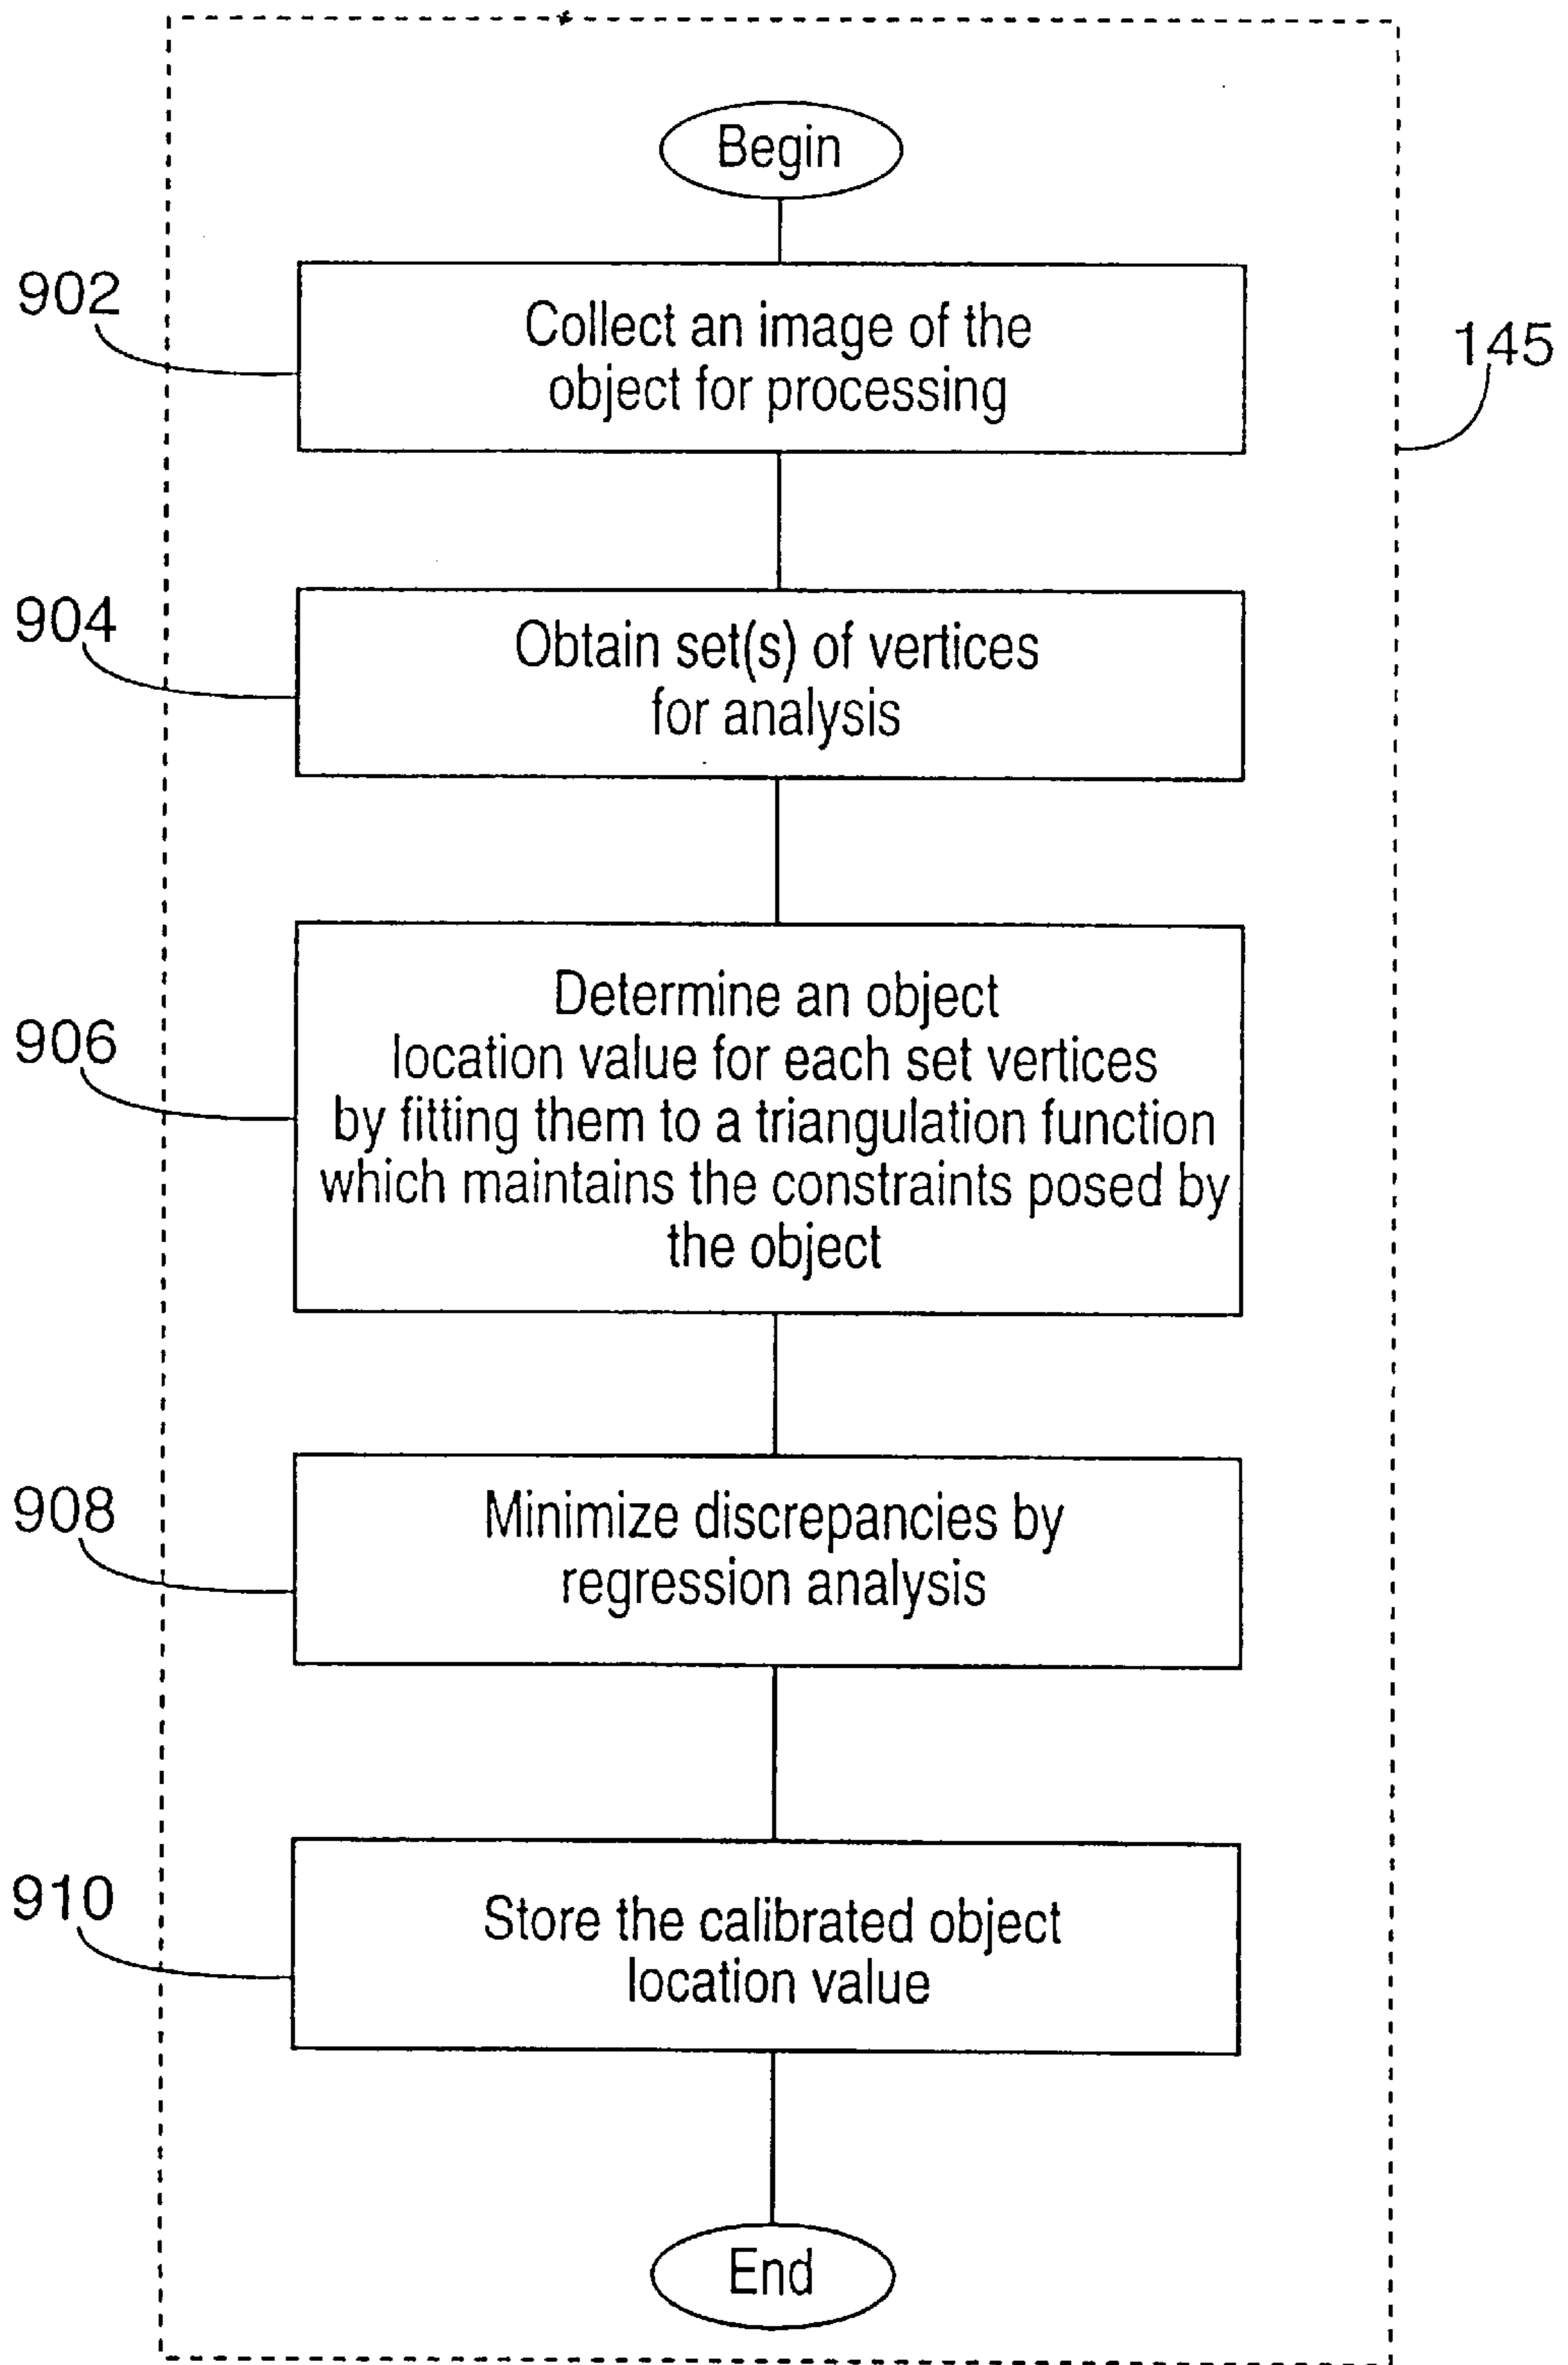 Begin
902
Collect an image of the
object for processing
145
904
Obtain set(s) of vertices
for analysis
906
Determine an object
location value for each set vertices
by fitting them to a triangulation function
which maintains the constraints posed by
the object
908
Minimize discrepancies by
regression analysis
910
Store the calibrated object
location value
End